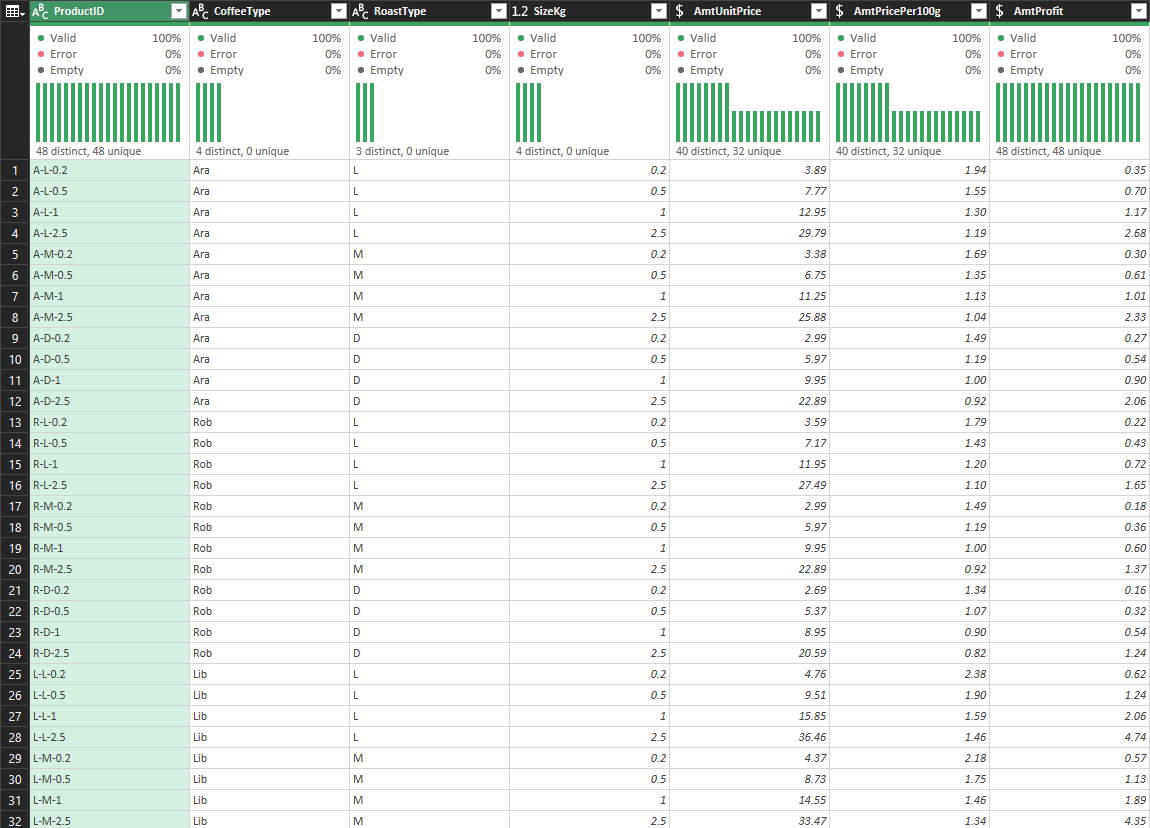 ABC ProductID ABC CoffeeType ABC RoastType 1.2 SizeKg $ AmtUnitPrice $ AmtPricePer100g $ AmtProfit
Valid 100% Valid 100% Valid 100% Valid 100% Valid 100% Valid 100% Valid 100%
Error 0% Error 0% Error 0% Error 0% Error 0% Error 0% Error 0%
Empty 0% Empty 0% Empty 0% Empty 0% Empty 0% Empty 0% Empty 0%
48 distinct, 48 unique 4 distinct, 0 unique 3 distinct, 0 unique 4 distinct, 0 unique 40 distinct, 32 unique 40 distinct, 32 unique 48 distinct, 48 unique
1 A-L-0.2 Ara L 0.2 3.89 1.94 0.35
2 A-L-0.5 Ara L 0.5 7.77 1.55 0.70
3 A-L-1 Ara L 1 12.95 1.30 1.17
4 A-L-2.5 Ara L 2.5 29.79 1.19 2.68
5 A-M-0.2 Ara M 0.2 3.38 1.69 0.30
6 A-M-0.5 Ara M 0.5 6.75 1.35 0.61
7 A-M-1 Ara M 1 11.25 1.13 1.01
8 A-M-2.5 Ara M 2.5 25.88 1.04 2.33
9 A-D-0.2 Ara D 0.2 2.99 1.49 0.27
10 A-D-0.5 Ara D 0.5 5.97 1.19 0.54
11 A-D-1 Ara D 1 9.95 1.00 0.90
12 A-D-2.5 Ara D 2.5 22.89 0.92 2.06
13 R-L-0.2 Rob L 0.2 3.59 1.79 0.22
14 R-L-0.5 Rob L 0.5 7.17 1.43 0.43
15 R-L-1 Rob L 1 11.95 1.20 0.72
16 R-L-2.5 Rob L 2.5 27.49 1.10 1.65
17 R-M-0.2 Rob M 0.2 2.99 1.49 0.18
18 R-M-0.5 Rob M 0.5 5.97 1.19 0.36
19 R-M-1 Rob M 1 9.95 1.00 0.60
20 R-M-2.5 Rob M 2.5 22.89 0.92 1.37
21 R-D-0.2 Rob D 0.2 2.69 1.34 0.16
22 R-D-0.5 Rob D 0.5 5.37 1.07 0.32
23 R-D-1 Rob D 1 8.95 0.90 0.54
24 R-D-2.5 Rob D 2.5 20.59 0.82 1.24
25 L-L-0.2 Lib L 0.2 4.76 2.38 0.62
26 L-L-0.5 Lib L 0.5 9.51 1.90 1.24
27 L-L-1 Lib L 1 15.85 1.59 2.06
28 L-L-2.5 Lib L 2.5 36.46 1.46 4.74
29 L-M-0.2 Lib M 0.2 4.37 2.18 0.57
30 L-M-0.5 Lib M 0.5 8.73 1.75 1.13
31 L-M-1 Lib M 1 14.55 1.46 1.89
32 L-M-2.5 Lib M 2.5 33.47 1.34 4.35